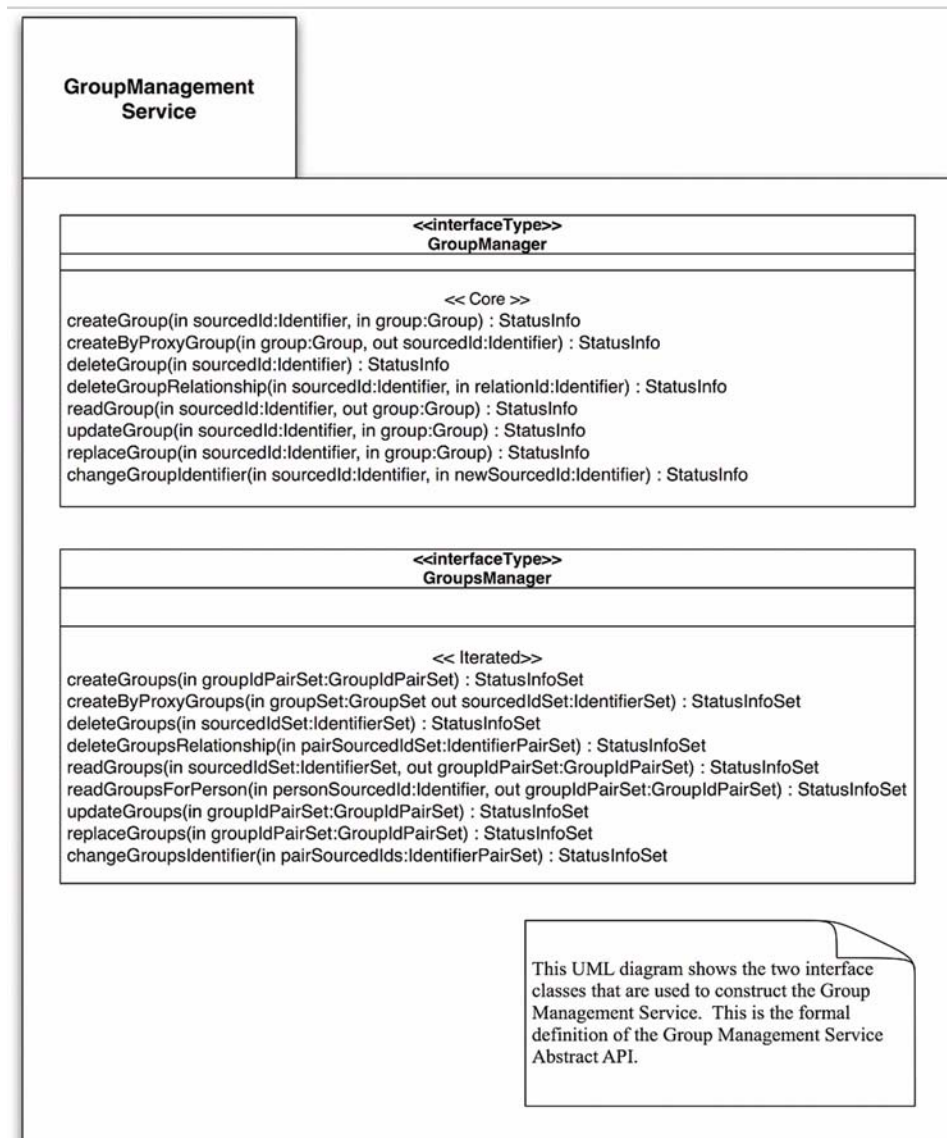 GroupManagement
Service
<<interfaceType>>
GroupManager
<< Core >>
createGroup(in sourcedId:Identifier, in group:Group) : StatusInfo
createByProxyGroup(in group:Group, out sourcedId:Identifier) : StatusInfo
deleteGroup(in sourcedId:Identifier) : StatusInfo
deleteGroupRelationship(in sourcedId:Identifier, in relationId:Identifier) : StatusInfo
readGroup(in sourcedId:Identifier, out group:Group) : StatusInfo
updateGroup(in sourcedId:Identifier, in group:Group) : StatusInfo
replaceGroup(in sourcedId:Identifier, in group:Group) : StatusInfo
changeGroupIdentifier(in sourcedId:Identifier, in newSourcedId:Identifier) : StatusInfo
<<interfaceType>>
GroupsManager
<< Iterated>>
createGroups(in groupIdPairSet:GroupIdPairSet) : StatusInfoSet
createByProxyGroups(in groupSet:GroupSet out sourcedIdSet:IdentifierSet) : StatusInfoSet
deleteGroups(in sourcedIdSet:IdentifierSet) : StatusInfoSet
deleteGroupsRelationship(in pairSourcedIdSet:IdentifierPairSet) : StatusInfoSet
readGroups(in sourcedIdSet:IdentifierSet, out groupIdPairSet:GroupIdPairSet) : StatusInfoSet
readGroupsForPerson(in personSourcedId:Identifier, out groupIdPairSet:GroupIdPairSet) : StatusInfoSet
updateGroups(in groupIdPairSet:GroupIdPairSet) : StatusInfoSet
replaceGroups(in groupIdPairSet:GroupIdPairSet) : StatusInfoSet
changeGroupsIdentifier(in pairSourcedIds:IdentifierPairSet) : StatusInfoSet
This UML diagram shows the two interface
classes that are used to construct the Group
Management Service.  This is the formal
definition of the Group Management Service
Abstract API.